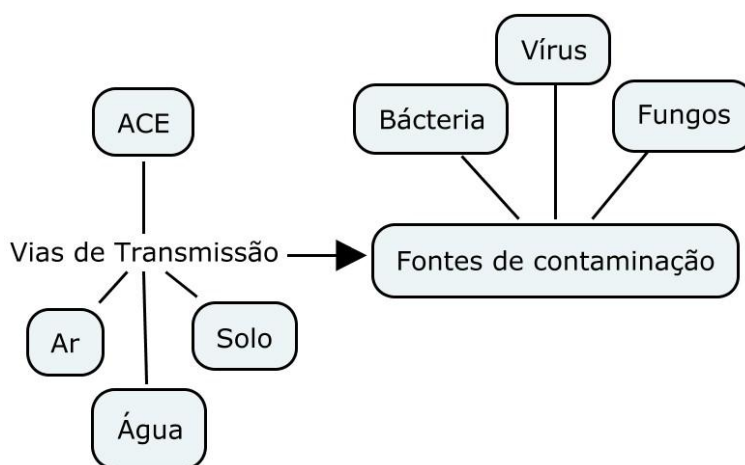 Vírus
Bácteria
Fungos
ACE
Vias de Transmissão
Fontes de contaminação
Ar
Solo
Água